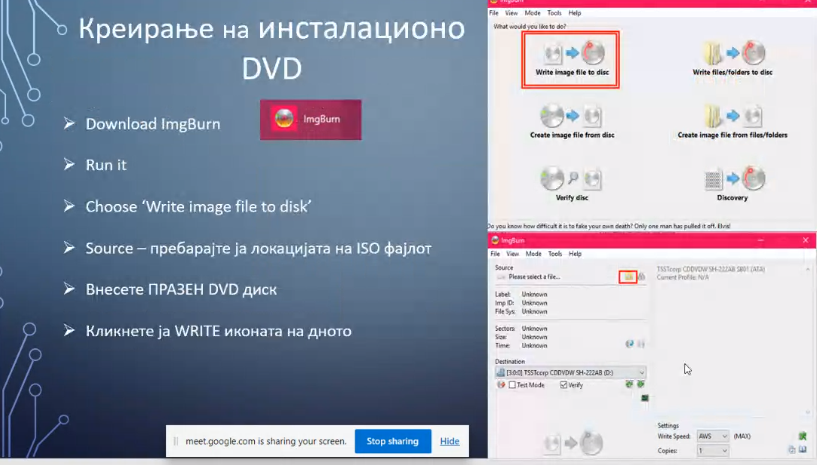 Креирање на инсталационо
DVD
ImgBurn
Download ImgBurn
Run it
Choose ‘Write image file to disk’
Source – пребарајте ја локацијата на ISO фајлот
Внесете ПРАЗЕН DVD диск
Кликнете ја WRITE иконата на дното
meet.google.com is sharing your screen.
Stop sharing
Hide
ImgBurn
File View Mode Tools Help
What would you like to do?
Write image file to disc
Write files/folders to disc
Create image file from disc
Create image file from files/folders
Verify disc
Discovery
Do you know how difficult it is to fake your own death? Only one man has pulled it off, Elvis!
ImgBurn
File View Mode Tools Help
Source
Please select a file...
Label: Unknown
Imp ID: Unknown
File Sys: Unknown
Sectors: Unknown
Size: Unknown
Time: Unknown
Destination
[3:0:0] TSSTcorp CDDVDW SH-222AB (D:)
Test Mode
Verify
TSSTcorp CDDVDW SH-222AB SB01 (ATA)
Current Profile: N/A
Settings
Write Speed: AWS (MAX)
Copies: 1